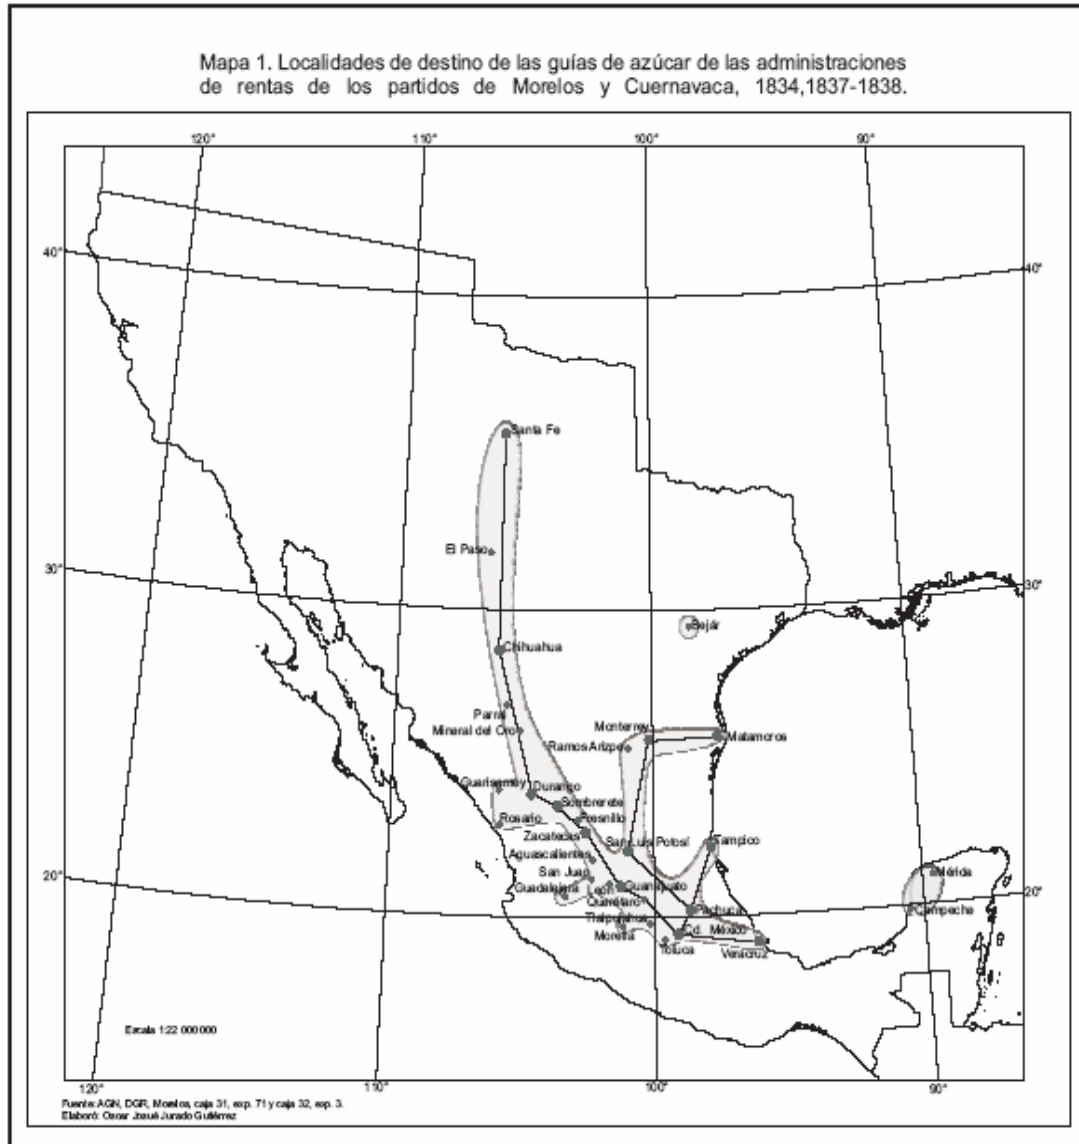 Mapa 1. Localidades de destino de las guías de azúcar de las administraciones
de rentas de los partidos de Morelos y Cuernavaca, 1834,1837-1838.
120° 110° 100° 90°
40° 40°
Santa Fe
El Paso
30° 30°
Bejár
Chihuahua
Parral
Mineral del Oro
Monterrey
Matamoros
Ramos Arizpe
Guarisamey
Durango
Sombrerete
Rosario
Fresnillo
Zacatecas
San Luis Potosí
Tampico
Aguascalientes
San Juan
Mérida
Guadalajara
León
Guanajuato
20° 20°
Querétaro
Pachuca
Campecha
Tlalpujahua
Cd. México
Morelia
Toluca
Veracruz
Escala 1:22 000 000
120° 110° 100° 90°
Fuente: AGN, DGR, Morelos, caja 31, exp. 71 y caja 32, exp. 3.
Elaboró: Oscar Josué Jurado Gutiérrez